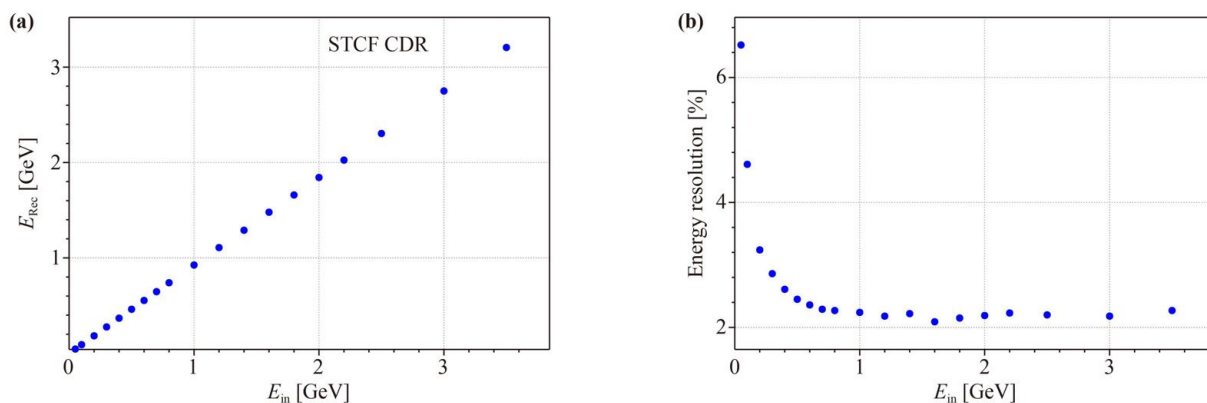 (a)
STCF CDR
E_Rec [GeV]
3
2
1
0 1 2 3
E_in [GeV]
(b)
Energy resolution [%]
6
4
2
0 1 2 3
E_in [GeV]